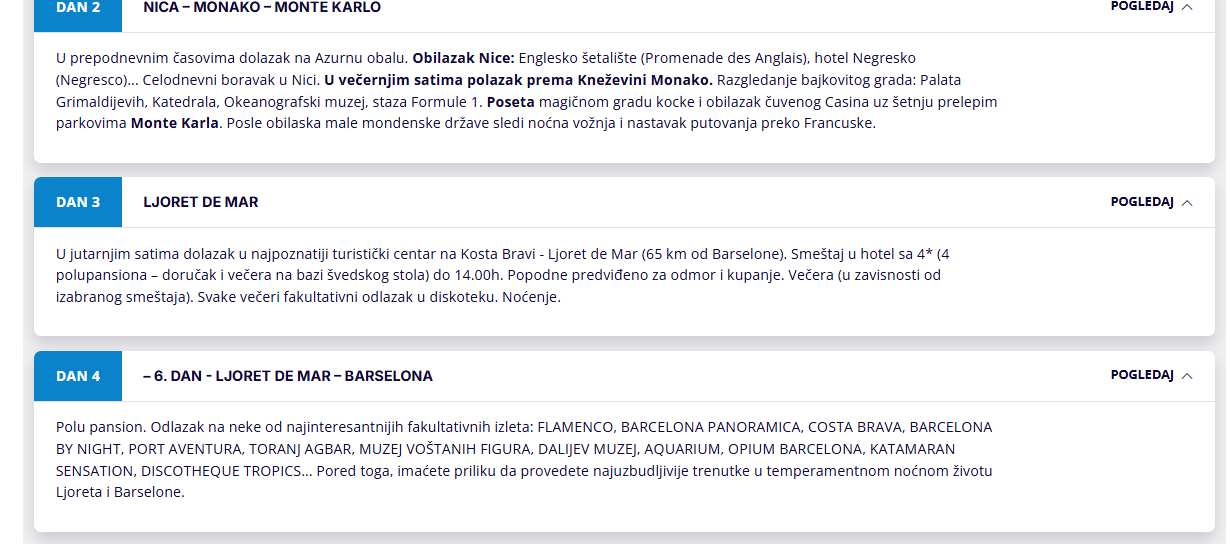 DAN 2 NICA – MONAKO – MONTE KARLO POGLEDAJ
U prepodnevnim časovima dolazak na Azurnu obalu. Obilazak Nice: Englesko šetalište (Promenade des Anglais), hotel Negresko
(Negresco)... Celodnevni boravak u Nici. U večernjim satima polazak prema Kneževini Monako. Razgledanje bajkovitog grada: Palata
Grimaldijevih, Katedrala, Okeanografski muzej, staza Formule 1. Poseta magičnom gradu kocke i obilazak čuvenog Casina uz šetnju prelepim
parkovima Monte Karla. Posle obilaska male mondenske države sledi noćna vožnja i nastavak putovanja preko Francuske.
DAN 3 LJORET DE MAR POGLEDAJ
U jutarnjim satima dolazak u najpoznatiji turistički centar na Kosta Bravi - Ljoret de Mar (65 km od Barselone). Smeštaj u hotel sa 4* (4
polupansiona – doručak i večera na bazi švedskog stola) do 14.00h. Popodne predviđeno za odmor i kupanje. Večera (u zavisnosti od
izabranog smeštaja). Svake večeri fakultativni odlazak u diskoteku. Noćenje.
DAN 4 – 6. DAN - LJORET DE MAR – BARSELONA POGLEDAJ
Polu pansion. Odlazak na neke od najinteresantnijih fakultativnih izleta: FLAMENCO, BARCELONA PANORAMICA, COSTA BRAVA, BARCELONA
BY NIGHT, PORT AVENTURA, TORANJ AGBAR, MUZEJ VOŠTANIH FIGURA, DALIJEV MUZEJ, AQUARIUM, OPIUM BARCELONA, KATAMARAN
SENSATION, DISCOTHEQUE TROPICS... Pored toga, imaćete priliku da provedete najuzbudljivije trenutke u temperamentnom noćnom životu
Ljoreta i Barselone.